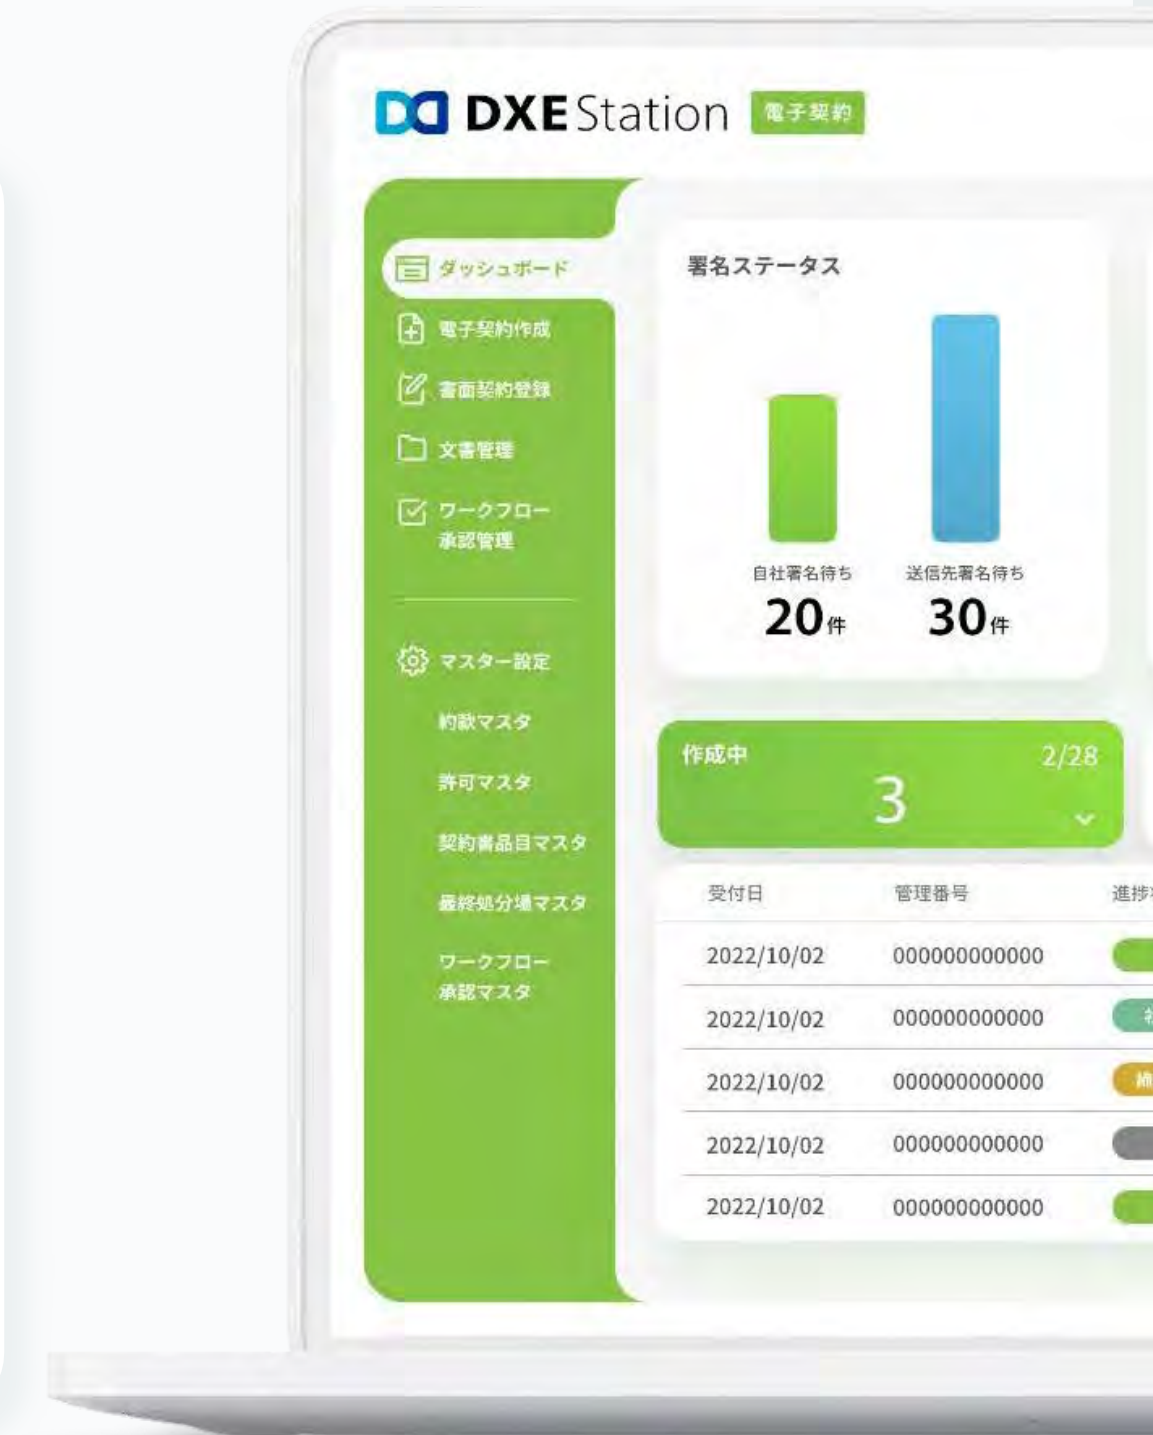 DXE Station 電子契約
ダッシュボード
電子契約作成
書面契約登録
文書管理
ワークフロー
承認管理
マスター設定
約款マスタ
許可マスタ
契約書品目マスタ
最終処分場マスタ
ワークフロー
承認マスタ
署名ステータス
自社署名待ち 送信先署名待ち
20件 30件
作成中 2/28
3
受付日 管理番号 進捗
2022/10/02 000000000000
2022/10/02 000000000000
2022/10/02 000000000000 締
2022/10/02 000000000000
2022/10/02 000000000000